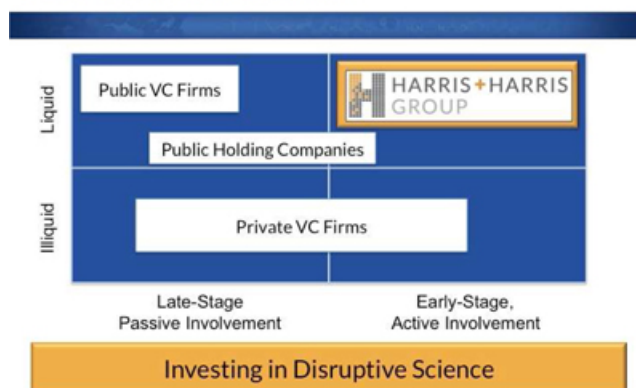 Liquid
Public VC Firms
HARRIS+HARRIS
GROUP
Public Holding Companies
Illiquid
Private VC Firms
Late-Stage
Passive Involvement
Early-Stage,
Active Involvement
Investing in Disruptive Science